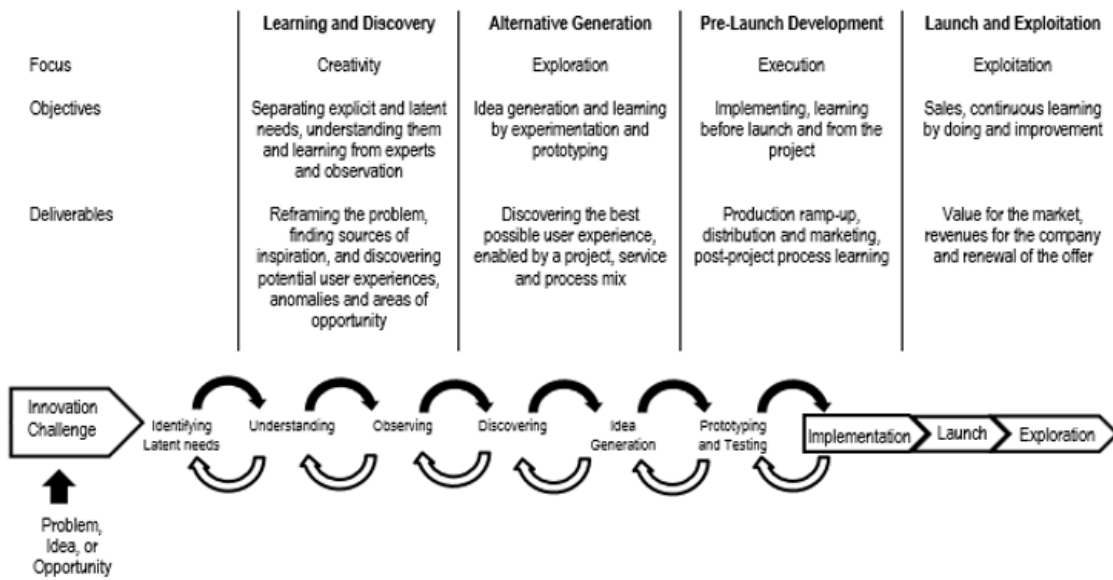 Learning and Discovery
Alternative Generation
Pre-Launch Development
Launch and Exploitation
Focus
Creativity
Exploration
Execution
Exploitation
Objectives
Separating explicit and latent
needs, understanding them
and learning from experts
and observation
Idea generation and learning
by experimentation and
prototyping
Implementing, learning
before launch and from the
project
Sales, continuous learning
by doing and improvement
Deliverables
Reframing the problem,
finding sources of
inspiration, and discovering
potential user experiences,
anomalies and areas of
opportunity
Discovering the best
possible user experience,
enabled by a project, service
and process mix
Production ramp-up,
distribution and marketing,
post-project process learning
Value for the market,
revenues for the company
and renewal of the offer
Innovation
Challenge
Identifying
Latent needs
Understanding
Observing
Discovering
Idea
Generation
Prototyping
and Testing
Implementation
Launch
Exploration
Problem,
Idea, or
Opportunity